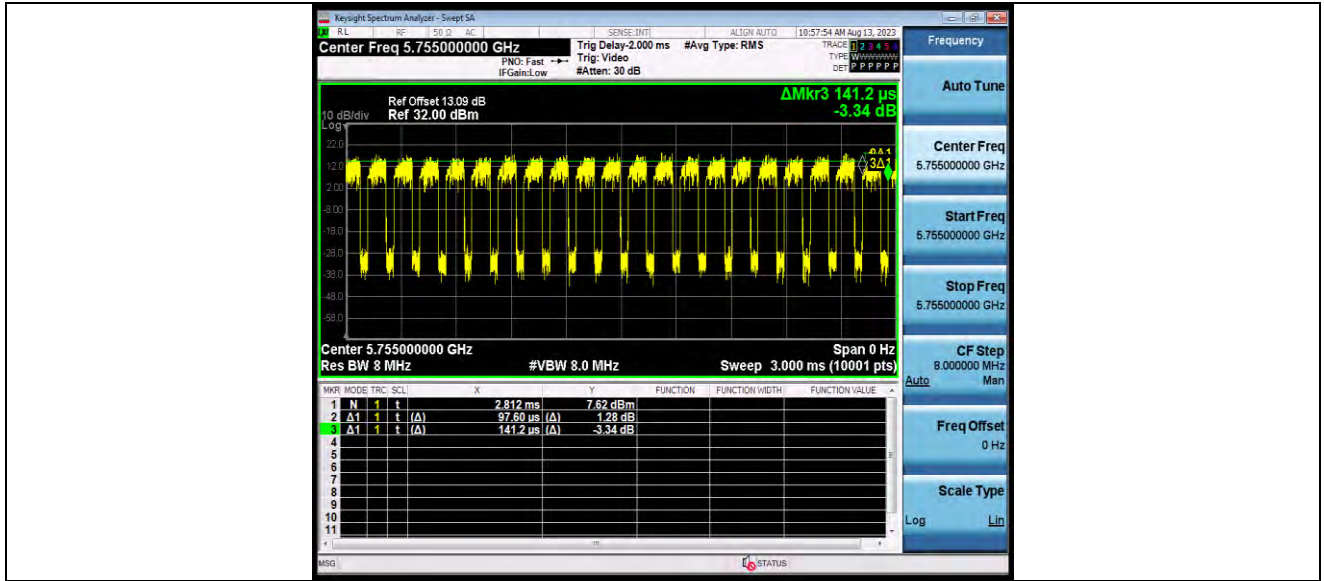 Keysight Spectrum Analyzer - Swept SA
RL RF 50 Ω AC SENSE:INT ALIGN AUTO 10:57:54 AM Aug 13, 2023
Center Freq 5.755000000 GHz
Trig Delay-2.000 ms #Avg Type: RMS
TRACE 1 2 3 4 5 6
PNO: Fast Trig: Video
TYPE
IFGain:Low #Atten: 30 dB
DET P P P P P P
ΔMkr3 141.2 µs
-3.34 dB
Ref Offset 13.09 dB
10 dB/div Ref 32.00 dBm
Log
22.0
12.0
2.00
-8.00
-18.0
-28.0
-38.0
-48.0
-58.0
3Δ1
Center 5.755000000 GHz Span 0 Hz
Res BW 8 MHz #VBW 8.0 MHz Sweep 3.000 ms (10001 pts)
MKR MODE TRC SCL X Y FUNCTION FUNCTION WIDTH FUNCTION VALUE
1 N 1 t 2.812 ms 7.62 dBm
2 Δ1 1 t (Δ) 97.60 µs (Δ) 1.28 dB
3 Δ1 1 t (Δ) 141.2 µs (Δ) -3.34 dB
4
5
6
7
8
9
10
11
MSG STATUS
Frequency
Auto Tune
Center Freq
5.755000000 GHz
Start Freq
5.755000000 GHz
Stop Freq
5.755000000 GHz
CF Step
8.000000 MHz
Auto Man
Freq Offset
0 Hz
Scale Type
Log Lin